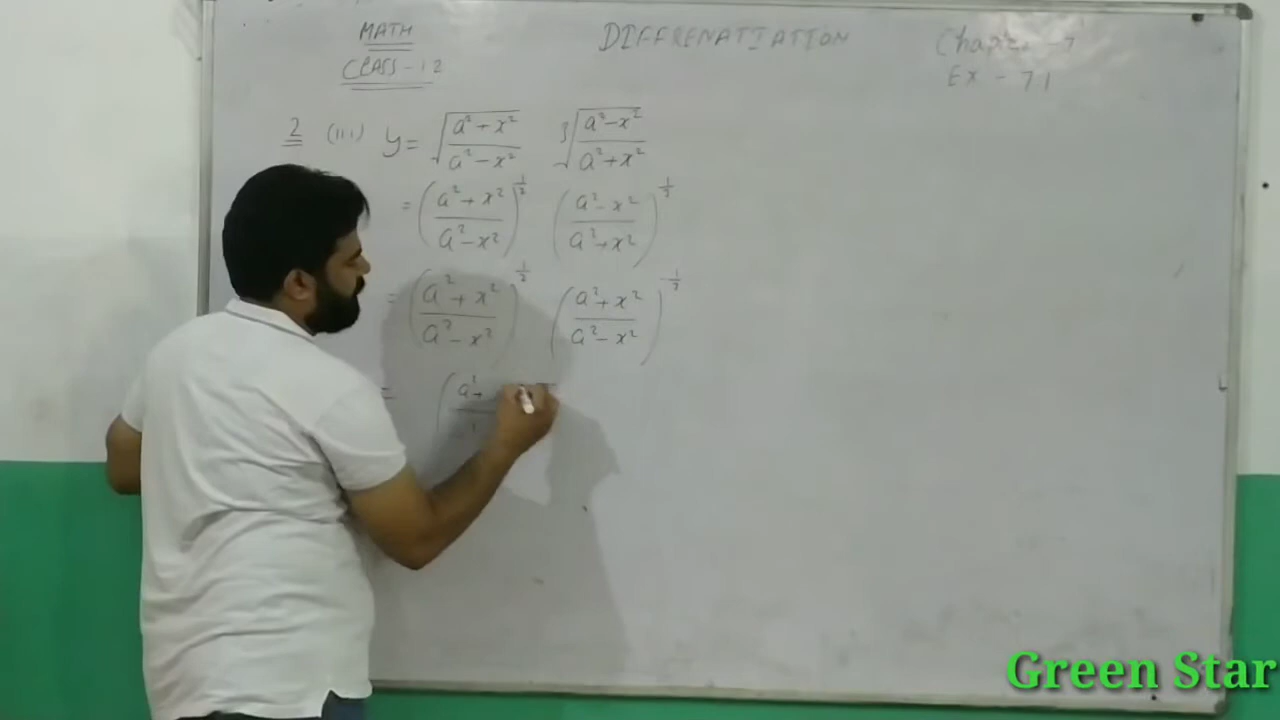 MATH DIFFRENATIATION Chapter-7
CLASS-12 Ex-71
2 (iii) y = √((a²+x²)/(a²-x²)) ∛((a²-x²)/(a²+x²))
= ((a²+x²)/(a²-x²))^(1/2) ((a²-x²)/(a²+x²))^(1/3)
= ((a²+x²)/(a²-x²))^(1/2) ((a²+x²)/(a²-x²))^(-1/3)
= (a²+
Green Star